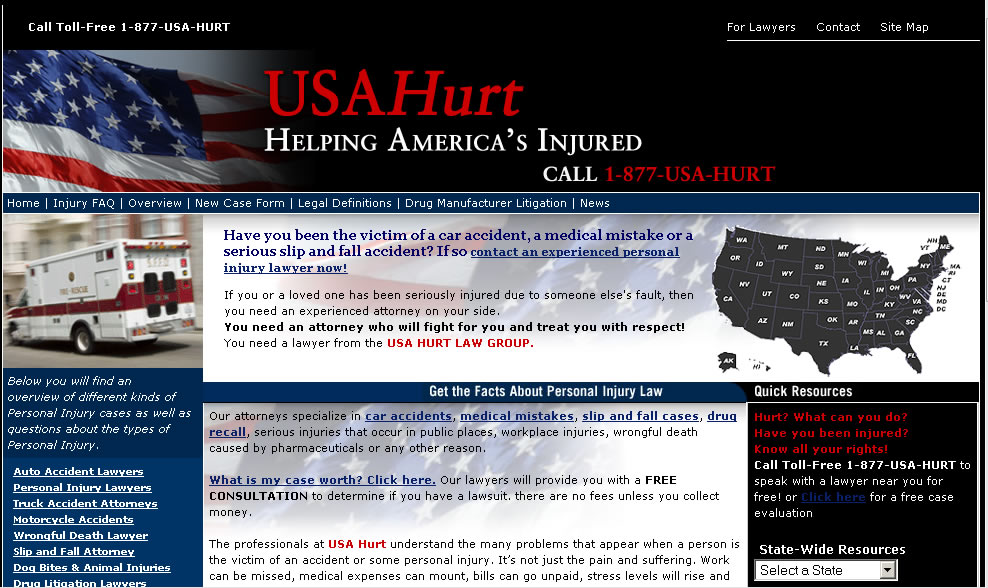 Call Toll-Free 1-877-USA-HURT
For Lawyers Contact Site Map
USAHurt
HELPING AMERICA'S INJURED
CALL 1-877-USA-HURT
Home | Injury FAQ | Overview | New Case Form | Legal Definitions | Drug Manufacturer Litigation | News
Have you been the victim of a car accident, a medical mistake or a
serious slip and fall accident? If so contact an experienced personal
injury lawyer now!
If you or a loved one has been seriously injured due to someone else's fault, then
you need an experienced attorney on your side.
You need an attorney who will fight for you and treat you with respect!
You need a lawyer from the USA HURT LAW GROUP.
WA MT ND MN WI MI VT NH ME
OR ID WY SD NY MA RI
NV UT CO NE IA IL IN OH PA CT NJ
CA KS MO KY WV VA DE MD DC
AZ NM OK AR TN NC
TX LA MS AL GA SC
FL
AK HI
Below you will find an
overview of different kinds of
Personal Injury cases as well as
questions about the types of
Personal Injury.
Auto Accident Lawyers
Personal Injury Lawyers
Truck Accident Attorneys
Motorcycle Accidents
Wrongful Death Lawyer
Slip and Fall Attorney
Dog Bites & Animal Injuries
Drug Litigation Lawyers
Get the Facts About Personal Injury Law
Our attorneys specialize in car accidents, medical mistakes, slip and fall cases, drug
recall, serious injuries that occur in public places, workplace injuries, wrongful death
caused by pharmaceuticals or any other reason.
What is my case worth? Click here. Our lawyers will provide you with a FREE
CONSULTATION to determine if you have a lawsuit. there are no fees unless you collect
money.
The professionals at USA Hurt understand the many problems that appear when a person is
the victim of an accident or some personal injury. It's not just the pain and suffering. Work
can be missed, medical expenses can mount, bills can go unpaid, stress levels will rise and
Quick Resources
Hurt? What can you do?
Have you been injured?
Know all your rights!
Call Toll-Free 1-877-USA-HURT to
speak with a lawyer near you for
free! or Click here for a free case
evaluation
State-Wide Resources
Select a State